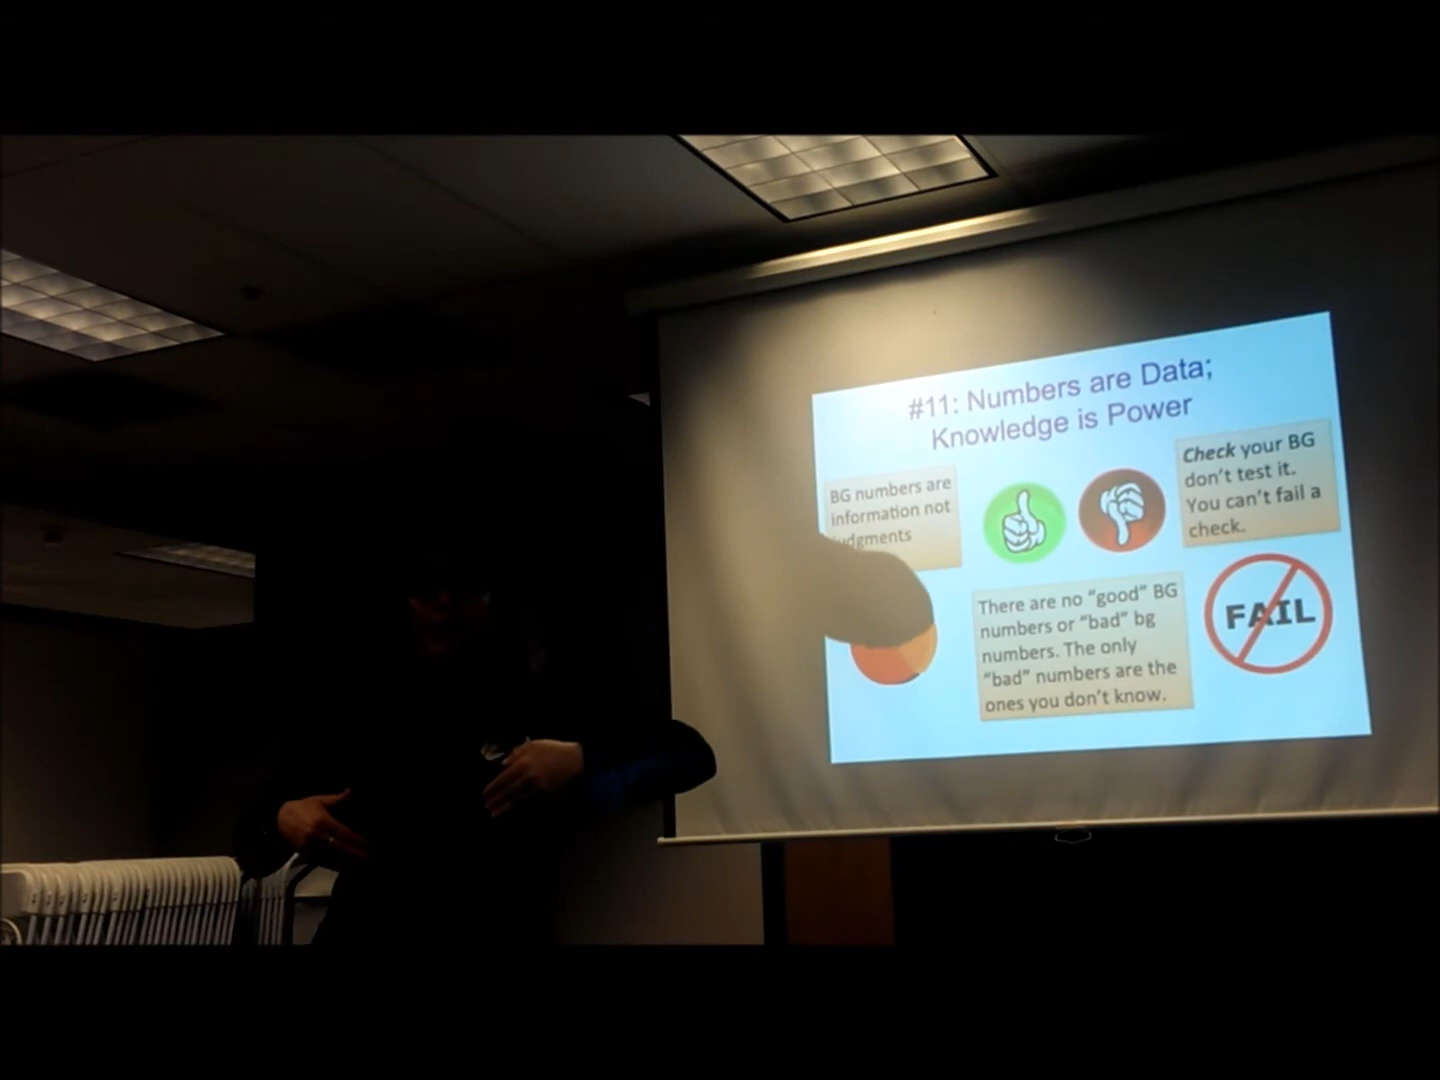 #11: Numbers are Data;
Knowledge is Power
BG numbers are
information not
judgments
Check your BG
don't test it.
You can't fail a
check.
There are no "good" BG
numbers or "bad" bg
numbers. The only
"bad" numbers are the
ones you don't know.
FAIL